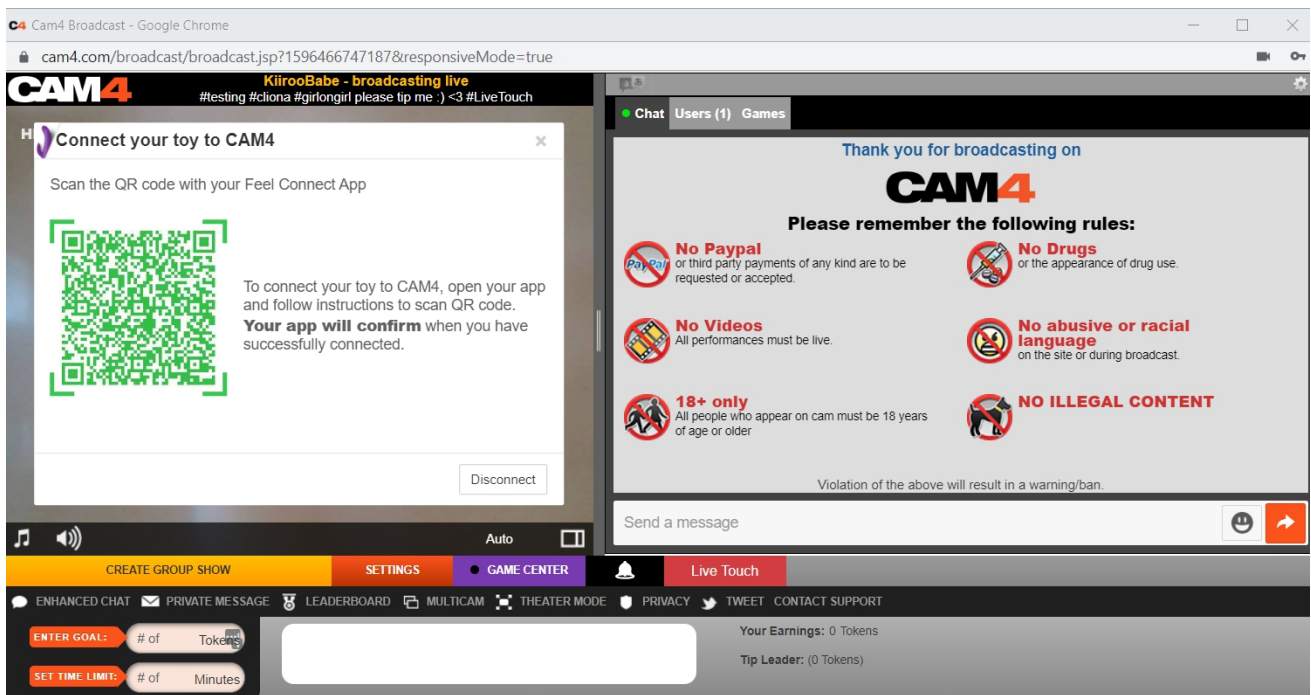 C4 Cam4 Broadcast - Google Chrome
cam4.com/broadcast/broadcast.jsp?1596466747187&responsiveMode=true
CAM4
KiirooBabe - broadcasting live
#testing #cliona #girlongirl please tip me :) <3 #LiveTouch
H
Connect your toy to CAM4
×
Scan the QR code with your Feel Connect App
To connect your toy to CAM4, open your app
and follow instructions to scan QR code.
Your app will confirm when you have
successfully connected.
Disconnect
Auto
Chat Users (1) Games
Thank you for broadcasting on
CAM4
Please remember the following rules:
PayPal
No Paypal
or third party payments of any kind are to be
requested or accepted.
No Drugs
or the appearance of drug use.
No Videos
All performances must be live.
No abusive or racial
language
on the site or during broadcast.
18+ only
All people who appear on cam must be 18 years
of age or older
NO ILLEGAL CONTENT
Violation of the above will result in a warning/ban.
Send a message
CREATE GROUP SHOW SETTINGS GAME CENTER Live Touch
ENHANCED CHAT PRIVATE MESSAGE LEADERBOARD MULTICAM THEATER MODE PRIVACY TWEET CONTACT SUPPORT
ENTER GOAL: # of Tokens
Your Earnings: 0 Tokens
Tip Leader: (0 Tokens)
SET TIME LIMIT: # of Minutes